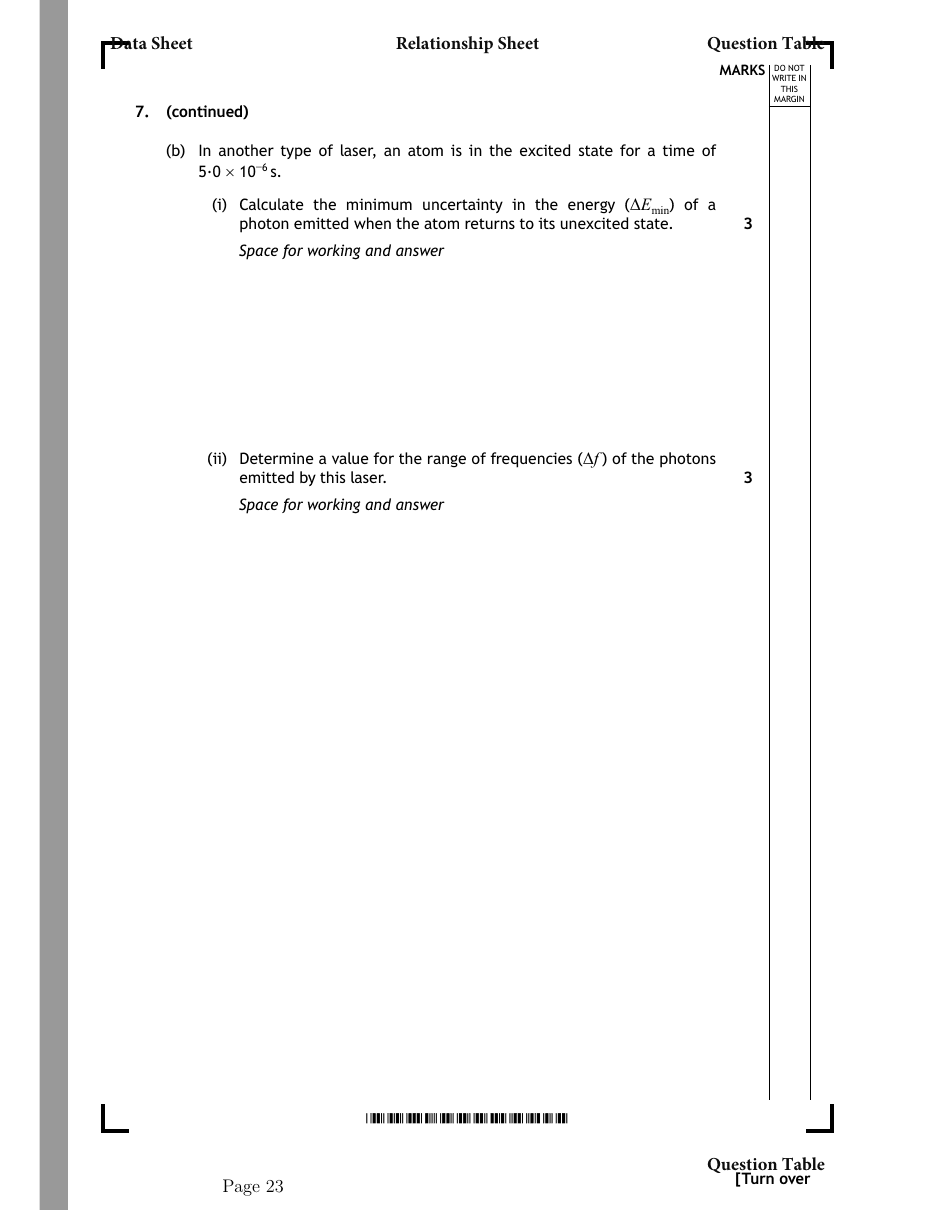 Data Sheet Relationship Sheet Question Table
MARKS
DO NOT
WRITE IN
THIS
MARGIN
7. (continued)
(b) In another type of laser, an atom is in the excited state for a time of
5·0 × 10⁻⁶ s.
(i) Calculate the minimum uncertainty in the energy (ΔE_min) of a
photon emitted when the atom returns to its unexcited state. 3
Space for working and answer
(ii) Determine a value for the range of frequencies (Δf) of the photons
emitted by this laser. 3
Space for working and answer
Question Table
[Turn over
Page 23